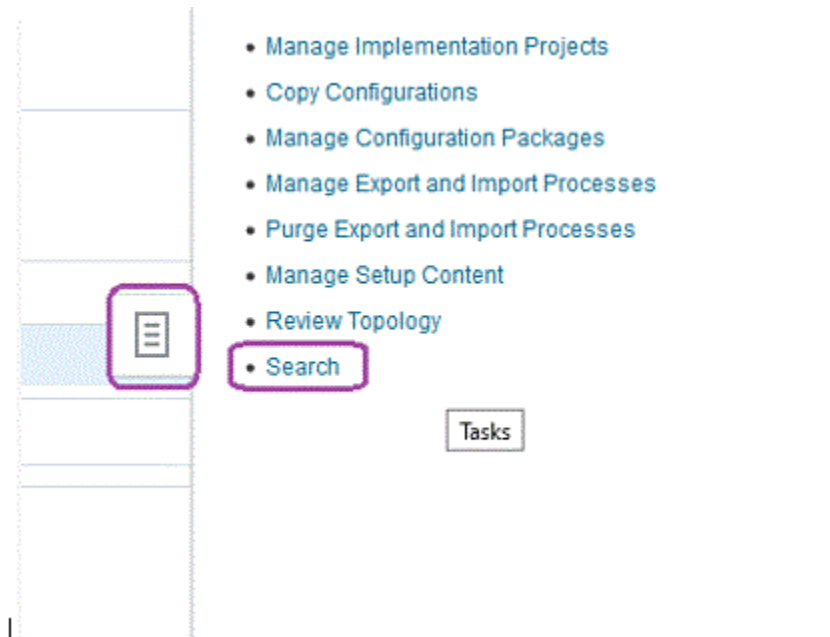 • Manage Implementation Projects
• Copy Configurations
• Manage Configuration Packages
• Manage Export and Import Processes
• Purge Export and Import Processes
• Manage Setup Content
• Review Topology
• Search
Tasks